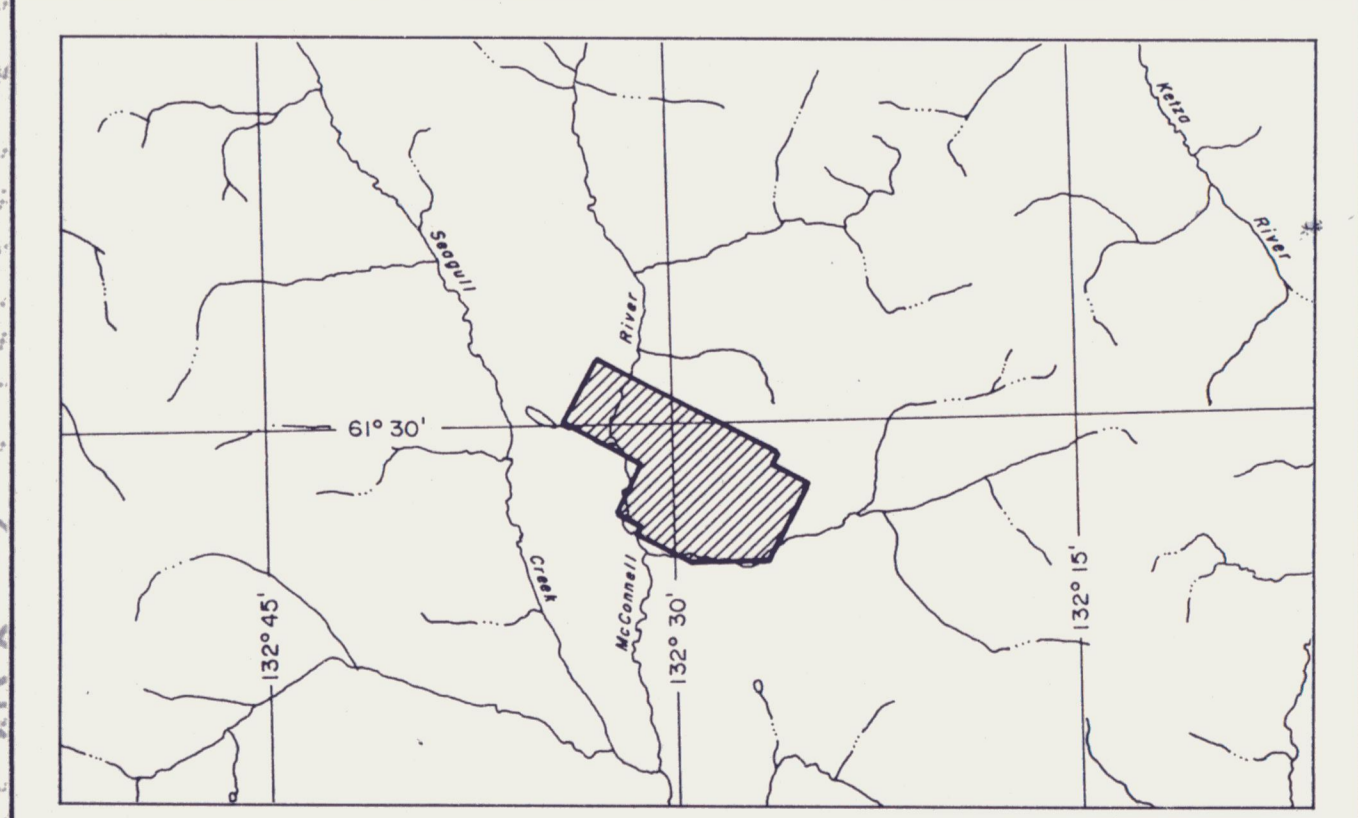 Ketza
River
Seagull
River
61° 30'
Creek
McConnell
132° 45'
132° 30'
132° 15'